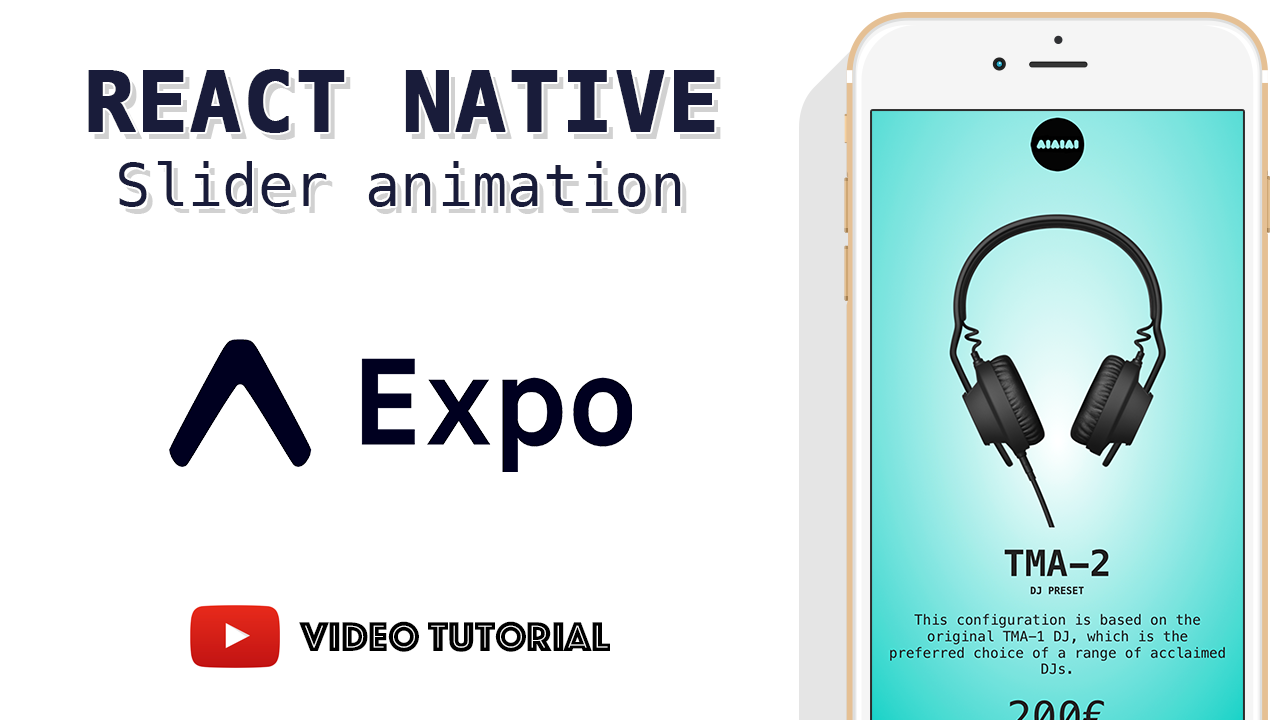 REACT NATIVE
Slider animation
Expo
VIDEO TUTORIAL
AIAIAI
TMA-2
DJ PRESET
This configuration is based on the
original TMA-1 DJ, which is the
preferred choice of a range of acclaimed
DJs.
200€